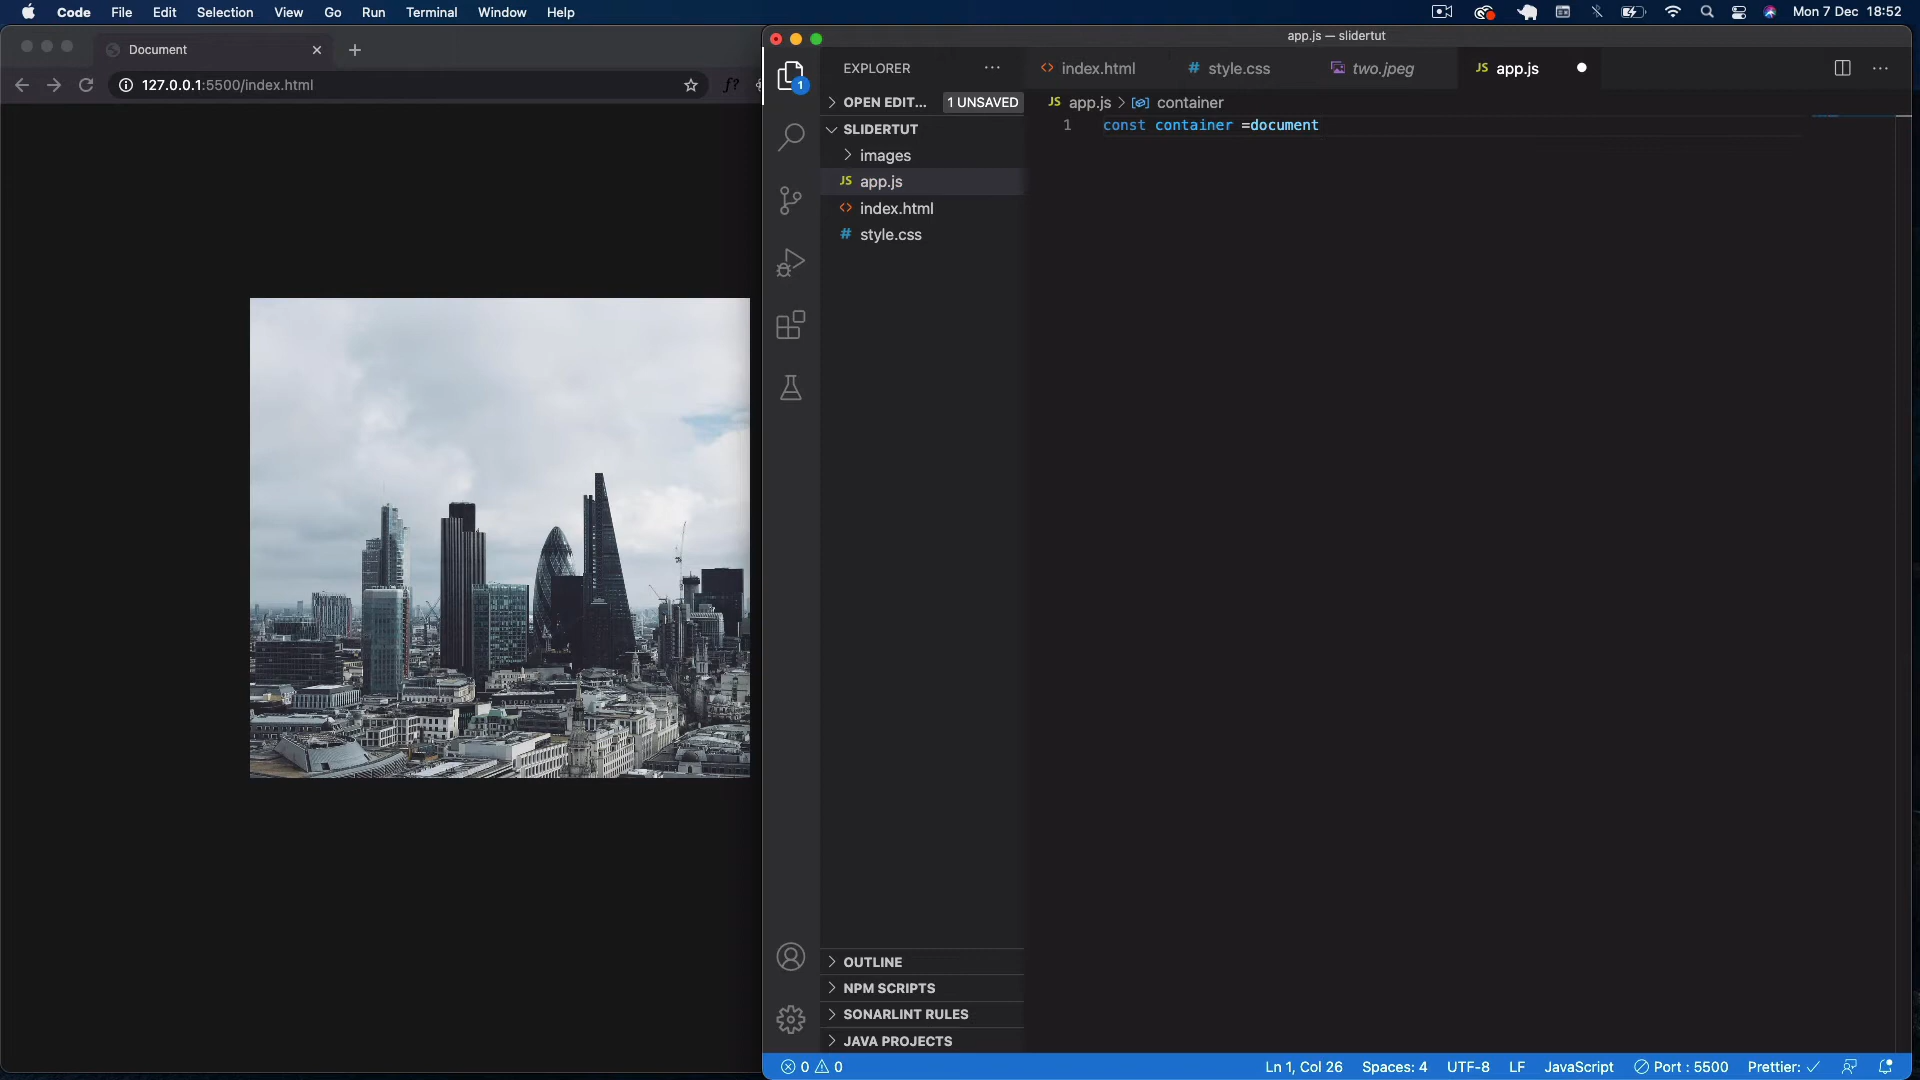 Code File Edit Selection View Go Run Terminal Window Help Mon 7 Dec 18:52
Document
127.0.0.1:5500/index.html
f?
app.js — slidertut
1
EXPLORER
OPEN EDIT... 1 UNSAVED
SLIDERTUT
images
JS app.js
<> index.html
# style.css
OUTLINE
NPM SCRIPTS
SONARLINT RULES
JAVA PROJECTS
<> index.html # style.css two.jpeg JS app.js
JS app.js > container
1 const container =document
0 0 Ln 1, Col 26 Spaces: 4 UTF-8 LF JavaScript Port : 5500 Prettier: ✓